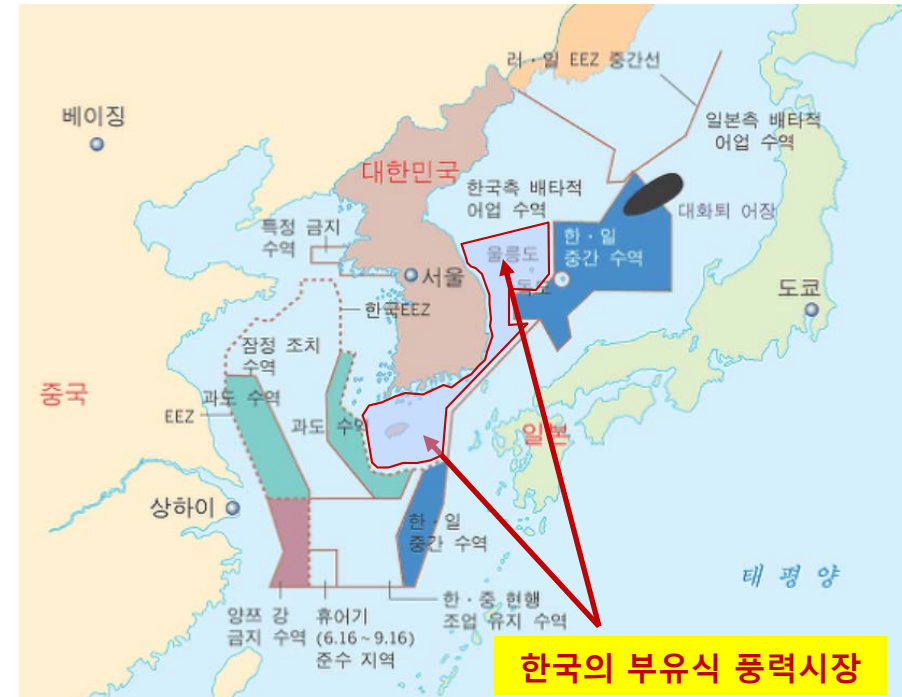 러·일 EEZ 중간선
베이징
일본측 배타적
어업 수역
대한민국
한국측 배타적
어업 수역
대화퇴 어장
특정 금지
수역
울릉도
한·일
중간 수역
서울
독도
도쿄
한국EEZ
잠정 조치
수역
중국
과도 수역
EEZ
과도 수역
일본
상하이
한·일
중간 수역
태평양
양쯔 강
금지 수역
휴어기
(6.16~9.16)
준수 지역
한·중 현행
조업 유지 수역
한국의 부유식 풍력시장